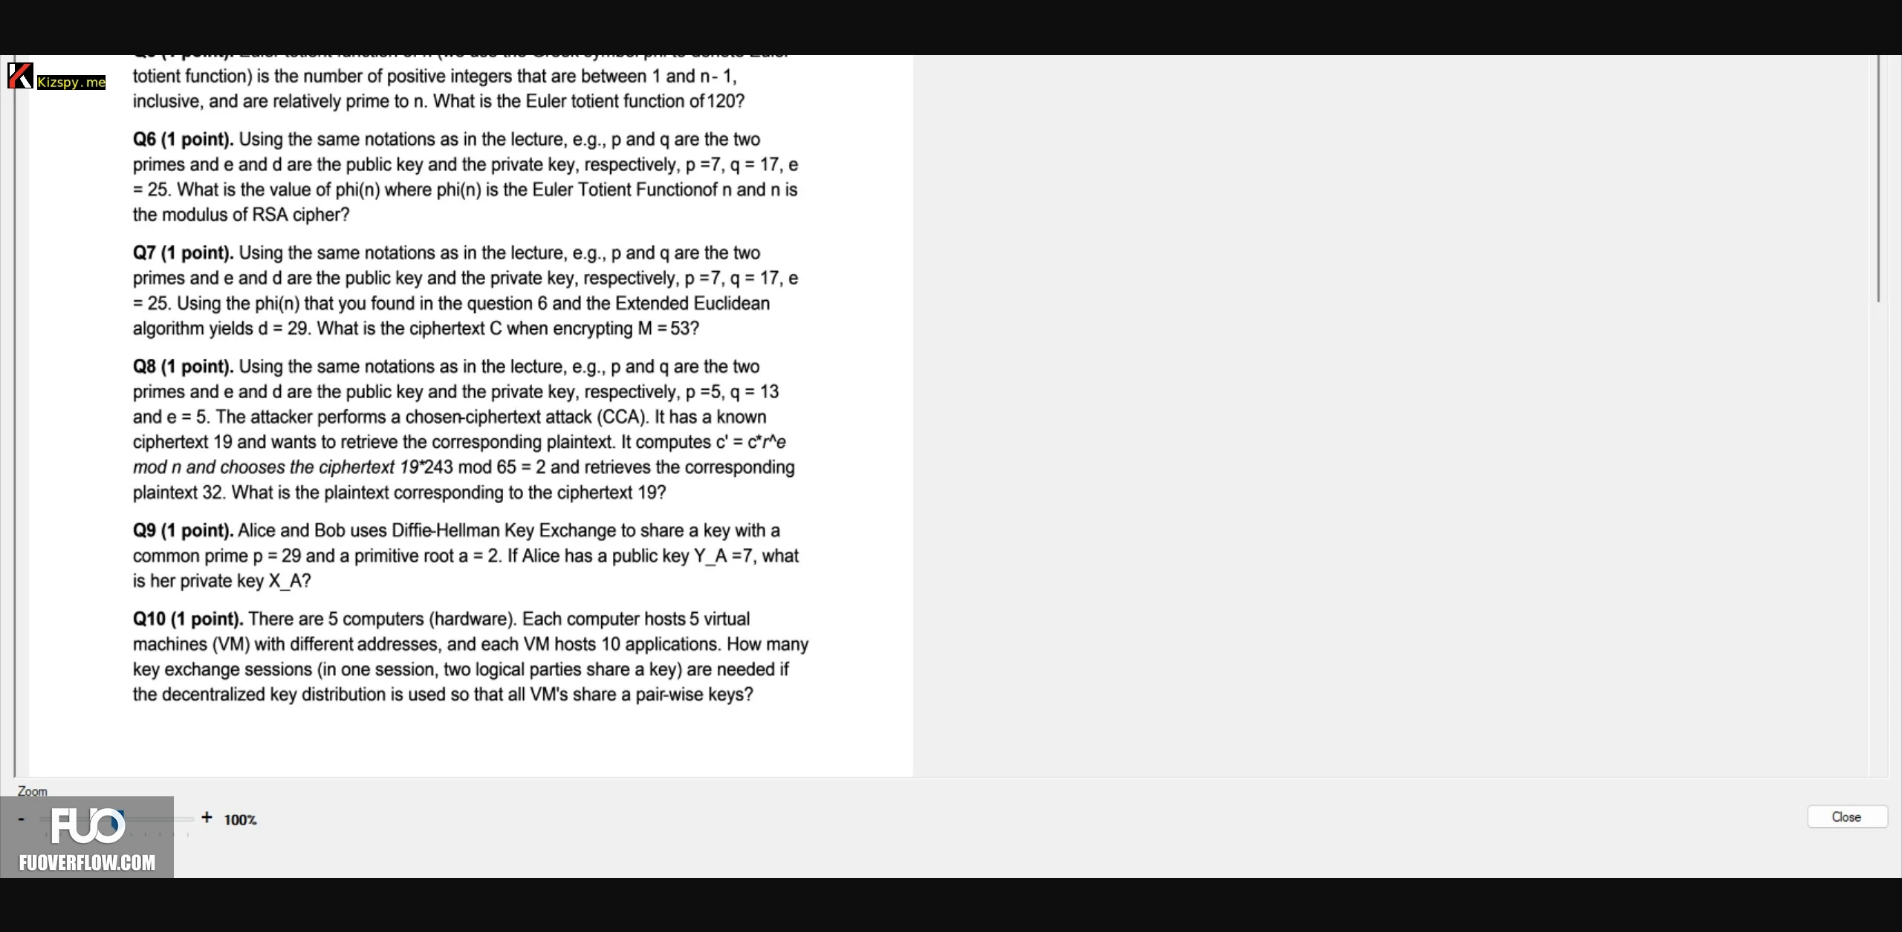 Kizspy.me
totient function) is the number of positive integers that are between 1 and n- 1,
inclusive, and are relatively prime to n. What is the Euler totient function of 120?
Q6 (1 point). Using the same notations as in the lecture, e.g., p and q are the two
primes and e and d are the public key and the private key, respectively, p =7, q = 17, e
= 25. What is the value of phi(n) where phi(n) is the Euler Totient Functionof n and n is
the modulus of RSA cipher?
Q7 (1 point). Using the same notations as in the lecture, e.g., p and q are the two
primes and e and d are the public key and the private key, respectively, p =7, q = 17, e
= 25. Using the phi(n) that you found in the question 6 and the Extended Euclidean
algorithm yields d = 29. What is the ciphertext C when encrypting M = 53?
Q8 (1 point). Using the same notations as in the lecture, e.g., p and q are the two
primes and e and d are the public key and the private key, respectively, p =5, q = 13
and e = 5. The attacker performs a chosen-ciphertext attack (CCA). It has a known
ciphertext 19 and wants to retrieve the corresponding plaintext. It computes c' = c*r^e
mod n and chooses the ciphertext 19*243 mod 65 = 2 and retrieves the corresponding
plaintext 32. What is the plaintext corresponding to the ciphertext 19?
Q9 (1 point). Alice and Bob uses Diffie-Hellman Key Exchange to share a key with a
common prime p = 29 and a primitive root a = 2. If Alice has a public key Y_A =7, what
is her private key X_A?
Q10 (1 point). There are 5 computers (hardware). Each computer hosts 5 virtual
machines (VM) with different addresses, and each VM hosts 10 applications. How many
key exchange sessions (in one session, two logical parties share a key) are needed if
the decentralized key distribution is used so that all VM's share a pair-wise keys?
Zoom
- + 100%
Close
FUO
FUOVERFLOW.COM